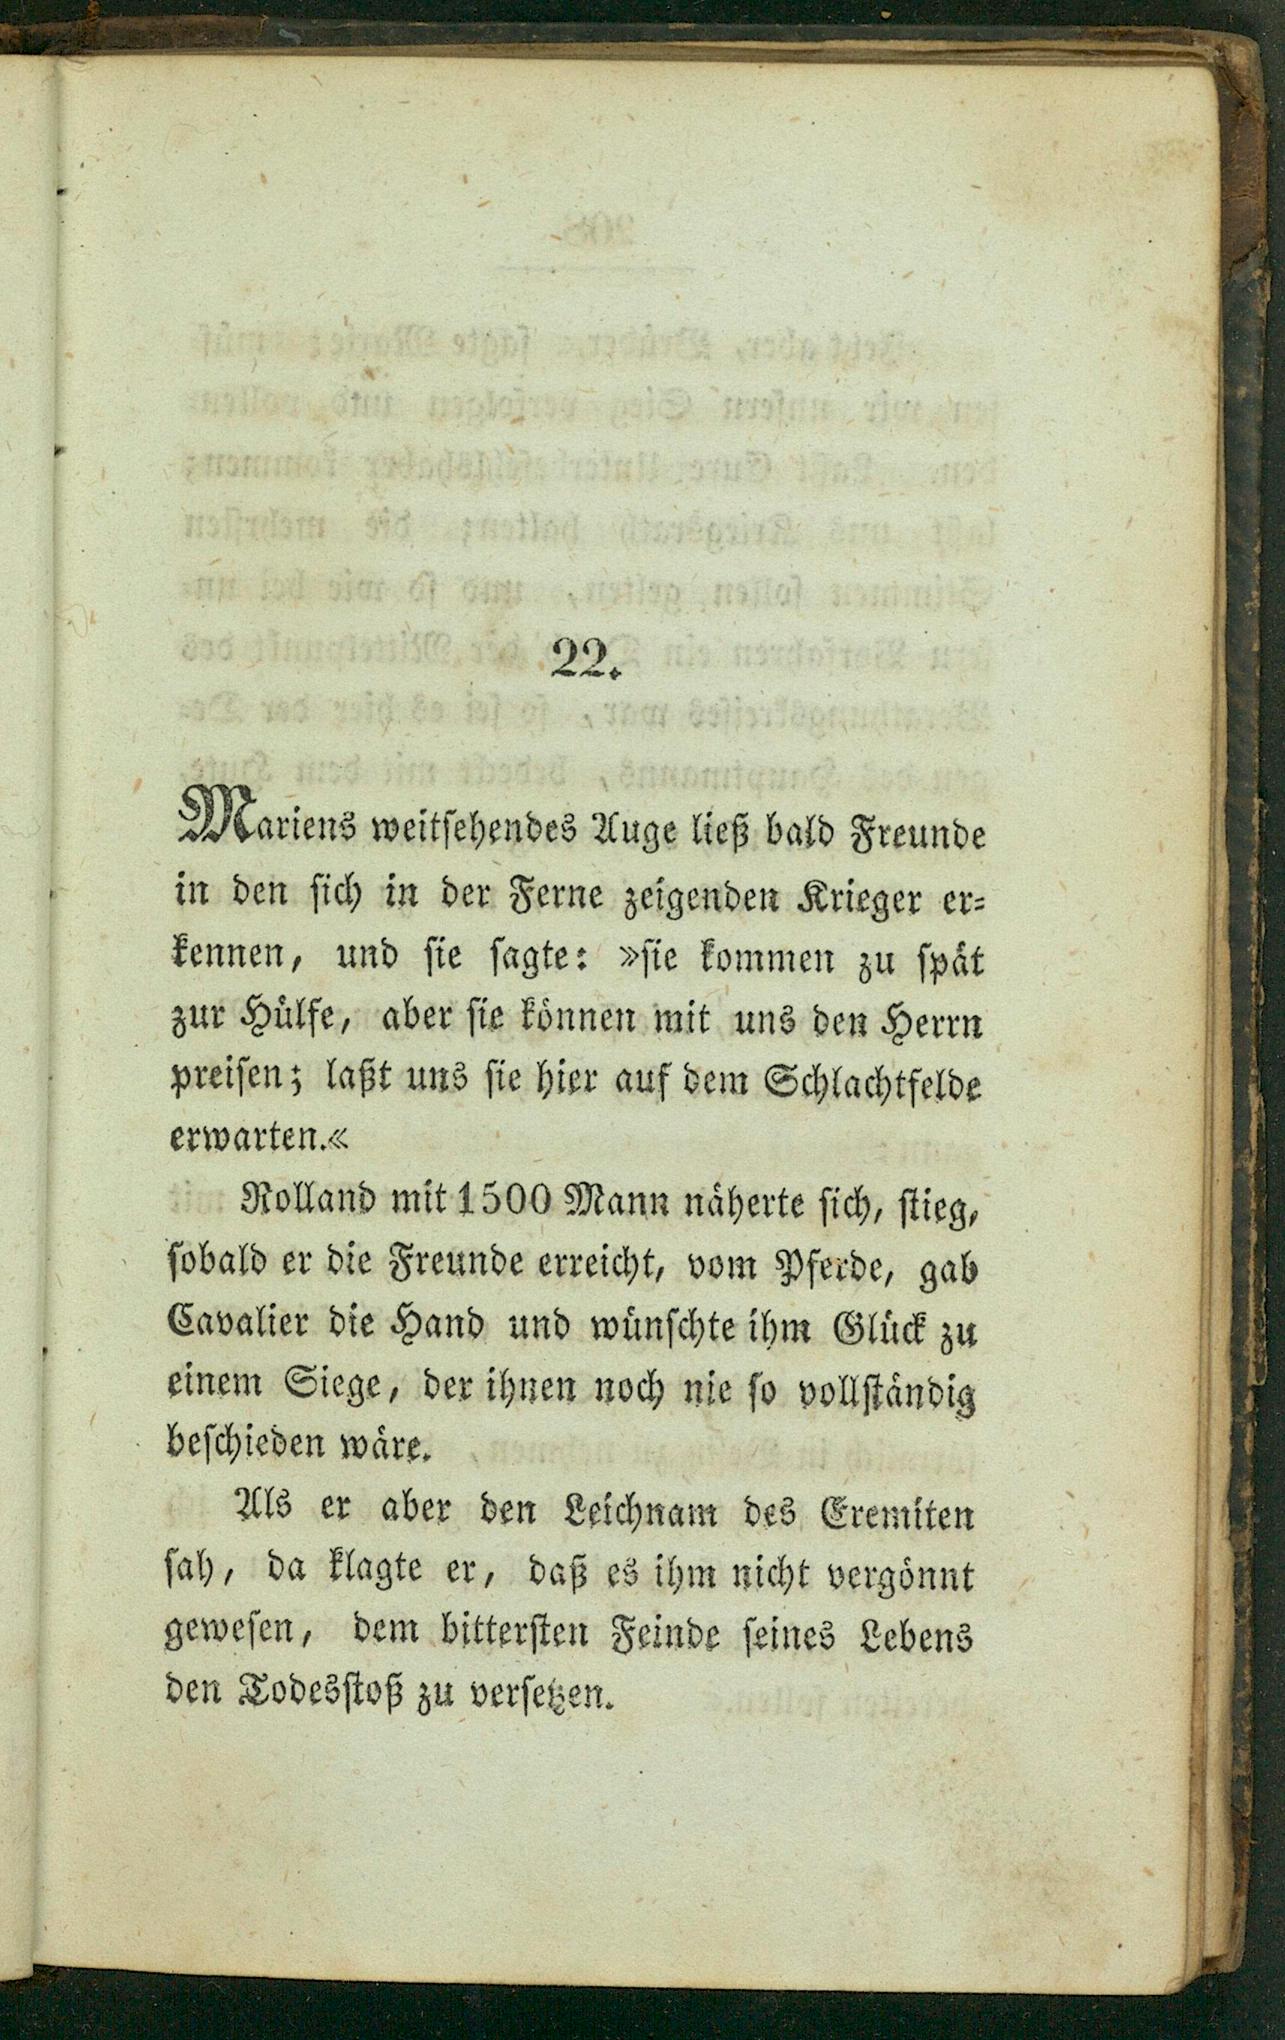 22.
Mariens weitsehendes Auge ließ bald Freunde
in den sich in der Ferne zeigenden Krieger er=
kennen, und sie sagte: »sie kommen zu spät
zur Hülfe, aber sie können mit uns den Herrn
preisen; laßt uns sie hier auf dem Schlachtfelde
erwarten.«
Rolland mit 1500 Mann näherte sich, stieg,
sobald er die Freunde erreicht, vom Pferde, gab
Cavalier die Hand und wünschte ihm Glück zu
einem Siege, der ihnen noch nie so vollständig
beschieden wäre.
Als er aber den Leichnam des Eremiten
sah, da klagte er, daß es ihm nicht vergönnt
gewesen, dem bittersten Feinde seines Lebens
den Todesstoß zu versetzen.